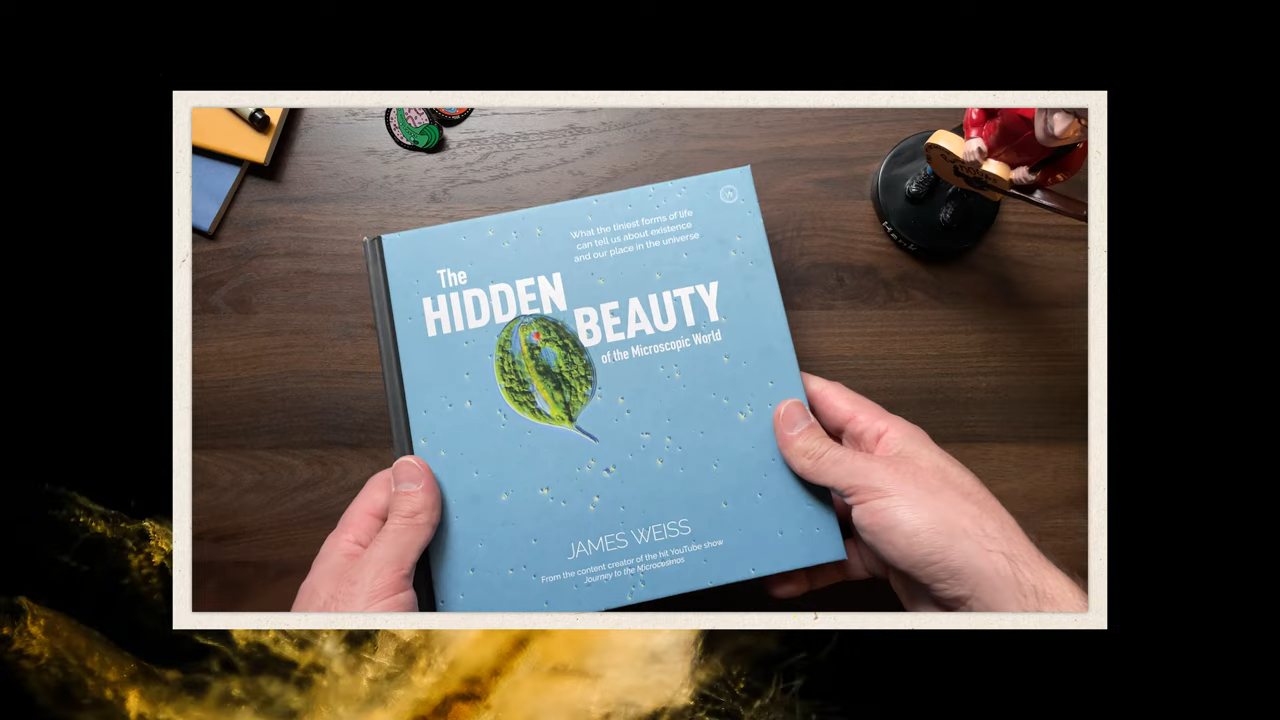 What the tiniest forms of life
can tell us about existence
and our place in the universe
The
HIDDEN
BEAUTY
of the Microscopic World
JAMES WEISS
From the content creator of the hit YouTube show
Journey to the Microcosmos